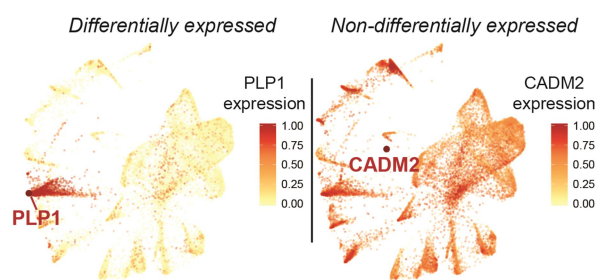 Differentially expressed
PLP1
expression
1.00
0.75
0.50
0.25
0.00
PLP1
Non-differentially expressed
CADM2
expression
1.00
0.75
0.50
0.25
0.00
CADM2